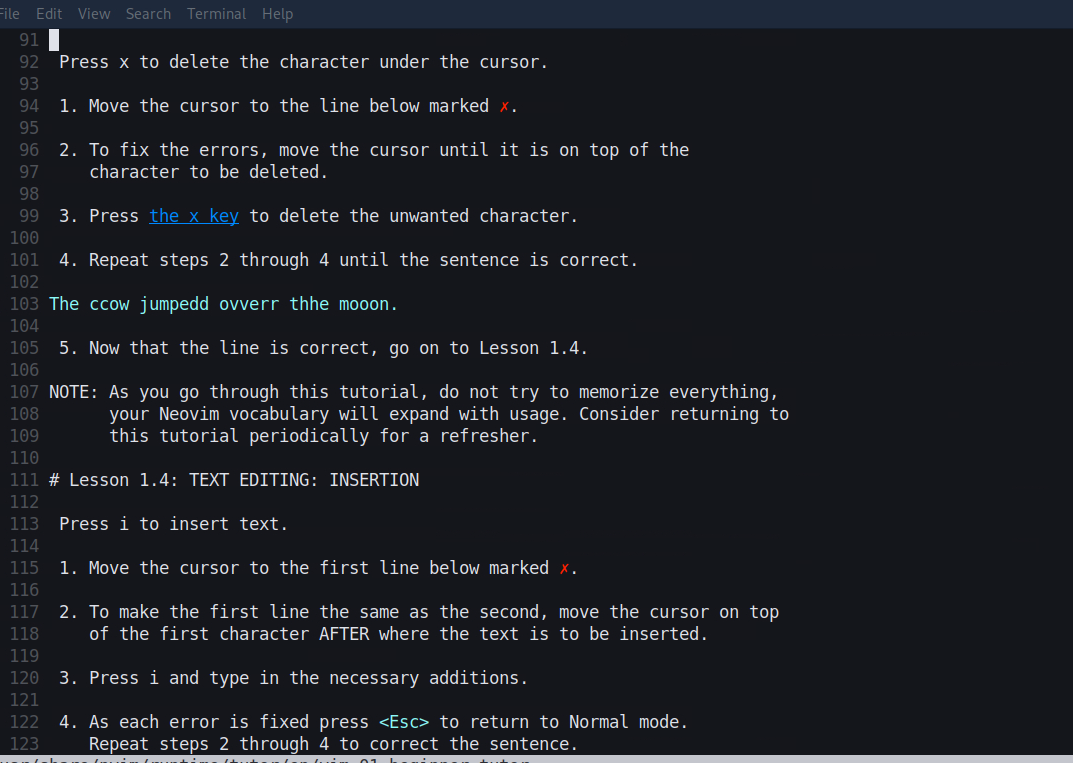 File Edit View Search Terminal Help
91
92 Press x to delete the character under the cursor.
93
94 1. Move the cursor to the line below marked ✗.
95
96 2. To fix the errors, move the cursor until it is on top of the
97 character to be deleted.
98
99 3. Press the x key to delete the unwanted character.
100
101 4. Repeat steps 2 through 4 until the sentence is correct.
102
103 The ccow jumpedd ovverr thhe mooon.
104
105 5. Now that the line is correct, go on to Lesson 1.4.
106
107 NOTE: As you go through this tutorial, do not try to memorize everything,
108 your Neovim vocabulary will expand with usage. Consider returning to
109 this tutorial periodically for a refresher.
110
111 # Lesson 1.4: TEXT EDITING: INSERTION
112
113 Press i to insert text.
114
115 1. Move the cursor to the first line below marked ✗.
116
117 2. To make the first line the same as the second, move the cursor on top
118 of the first character AFTER where the text is to be inserted.
119
120 3. Press i and type in the necessary additions.
121
122 4. As each error is fixed press <Esc> to return to Normal mode.
123 Repeat steps 2 through 4 to correct the sentence.